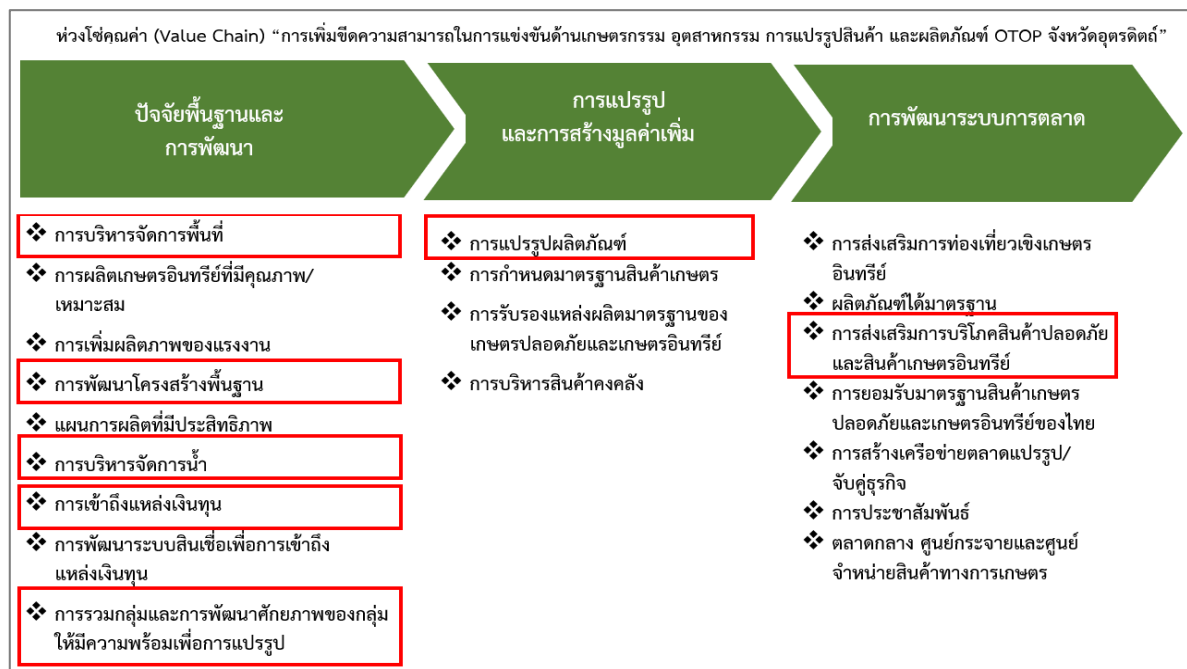 ห่วงโซ่คุณค่า (Value Chain) “การเพิ่มขีดความสามารถในการแข่งขันด้านเกษตรกรรม อุตสาหกรรม การแปรรูปสินค้า และผลิตภัณฑ์ OTOP จังหวัดอุตรดิตถ์”
ปัจจัยพื้นฐานและ
การพัฒนา
❖ การบริหารจัดการพื้นที่
❖ การผลิตเกษตรอินทรีย์ที่มีคุณภาพ/
เหมาะสม
❖ การเพิ่มผลิตภาพของแรงงาน
❖ การพัฒนาโครงสร้างพื้นฐาน
❖ แผนการผลิตที่มีประสิทธิภาพ
❖ การบริหารจัดการน้ำ
❖ การเข้าถึงแหล่งเงินทุน
❖ การพัฒนาระบบสินเชื่อเพื่อการเข้าถึง
แหล่งเงินทุน
❖ การรวมกลุ่มและการพัฒนาศักยภาพของกลุ่ม
ให้มีความพร้อมเพื่อการแปรรูป
การแปรรูป
และการสร้างมูลค่าเพิ่ม
❖ การแปรรูปผลิตภัณฑ์
❖ การกำหนดมาตรฐานสินค้าเกษตร
❖ การรับรองแหล่งผลิตมาตรฐานของ
เกษตรปลอดภัยและเกษตรอินทรีย์
❖ การบริหารสินค้าคงคลัง
การพัฒนาระบบการตลาด
❖ การส่งเสริมการท่องเที่ยวเชิงเกษตร
อินทรีย์
❖ ผลิตภัณฑ์ได้มาตรฐาน
❖ การส่งเสริมการบริโภคสินค้าปลอดภัย
และสินค้าเกษตรอินทรีย์
❖ การยอมรับมาตรฐานสินค้าเกษตร
ปลอดภัยและเกษตรอินทรีย์ของไทย
❖ การสร้างเครือข่ายตลาดแปรรูป/
จับคู่ธุรกิจ
❖ การประชาสัมพันธ์
❖ ตลาดกลาง ศูนย์กระจายและศูนย์
จำหน่ายสินค้าทางการเกษตร